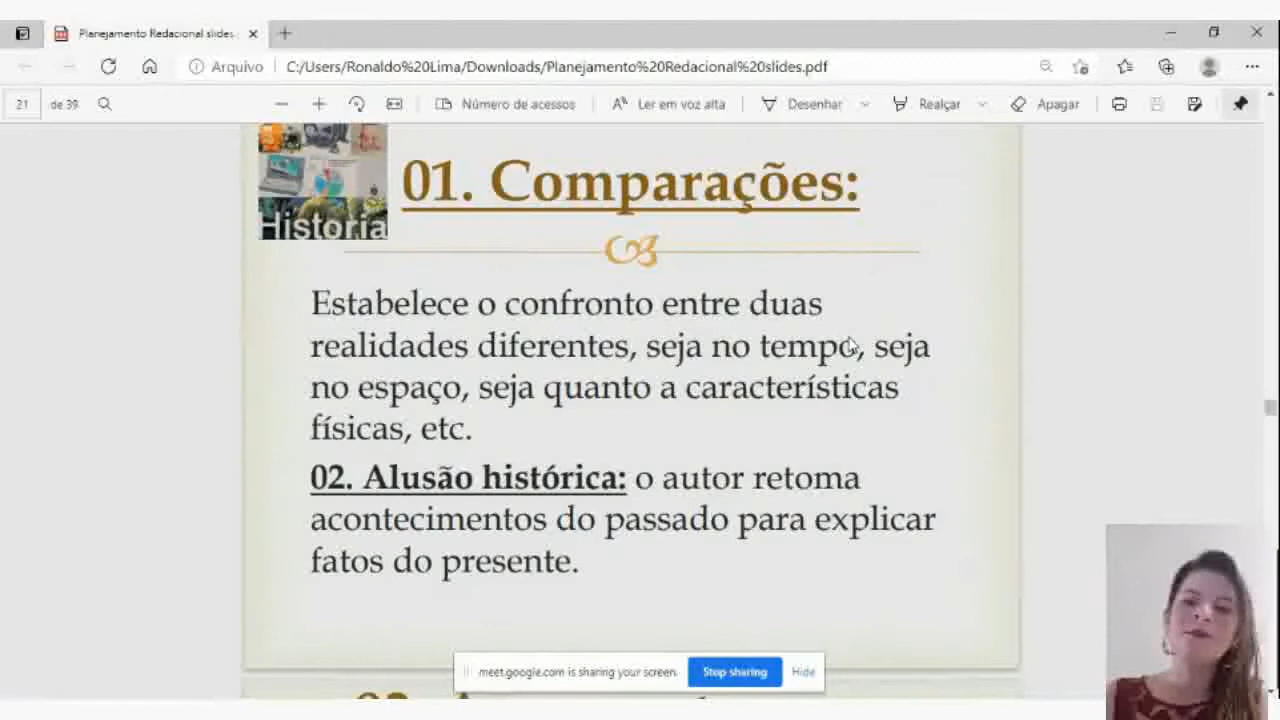 Planejamento Redacional slides.
Arquivo
C:/Users/Ronaldo%20Lima/Downloads/Planejamento%20Redacional%20slides.pdf
21 de 39
Número de acessos
Ler em voz alta
Desenhar
Realçar
Apagar
Historia
01. Comparações:
Estabelece o confronto entre duas
realidades diferentes, seja no tempo, seja
no espaço, seja quanto a características
físicas, etc.
02. Alusão histórica: o autor retoma
acontecimentos do passado para explicar
fatos do presente.
meet.google.com is sharing your screen.
Stop sharing
Hide